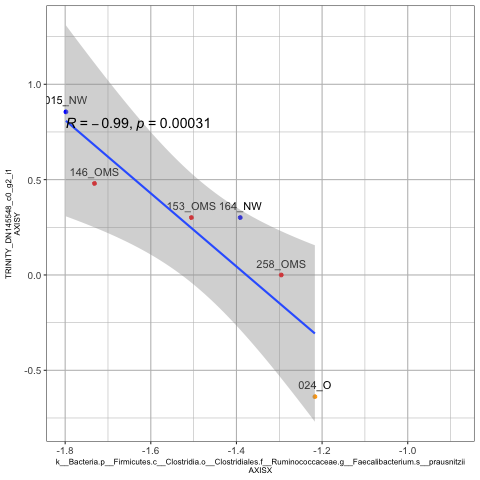 1.0
0.5
0.0
-0.5
-1.8
-1.6
-1.4
-1.2
-1.0
TRINITY_DN145548_c0_g2_i1
AXISY
015_NW
R = −0.99, p = 0.00031
146_OMS
153_OMS 164_NW
258_OMS
024_O
k__Bacteria.p__Firmicutes.c__Clostridia.o__Clostridiales.f__Ruminococcaceae.g__Faecalibacterium.s__prausnitzii
AXISX